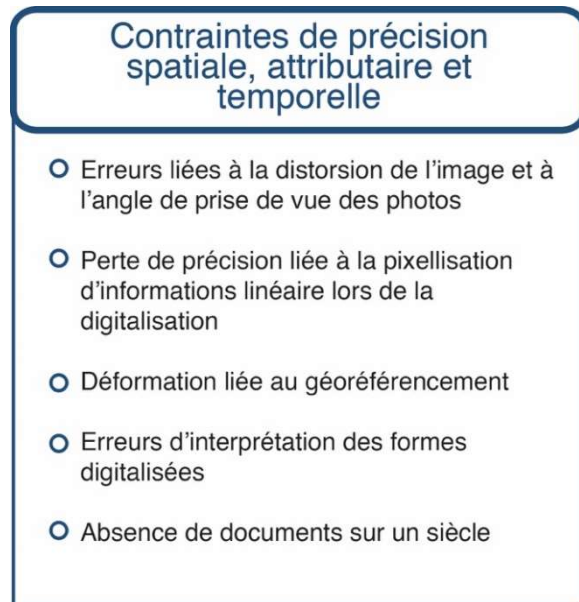 Contraintes de précision
spatiale, attributaire et
temporelle
Erreurs liées à la distorsion de l'image et à
l'angle de prise de vue des photos
Perte de précision liée à la pixellisation
d'informations linéaire lors de la
digitalisation
Déformation liée au géoréférencement
Erreurs d'interprétation des formes
digitalisées
Absence de documents sur un siècle